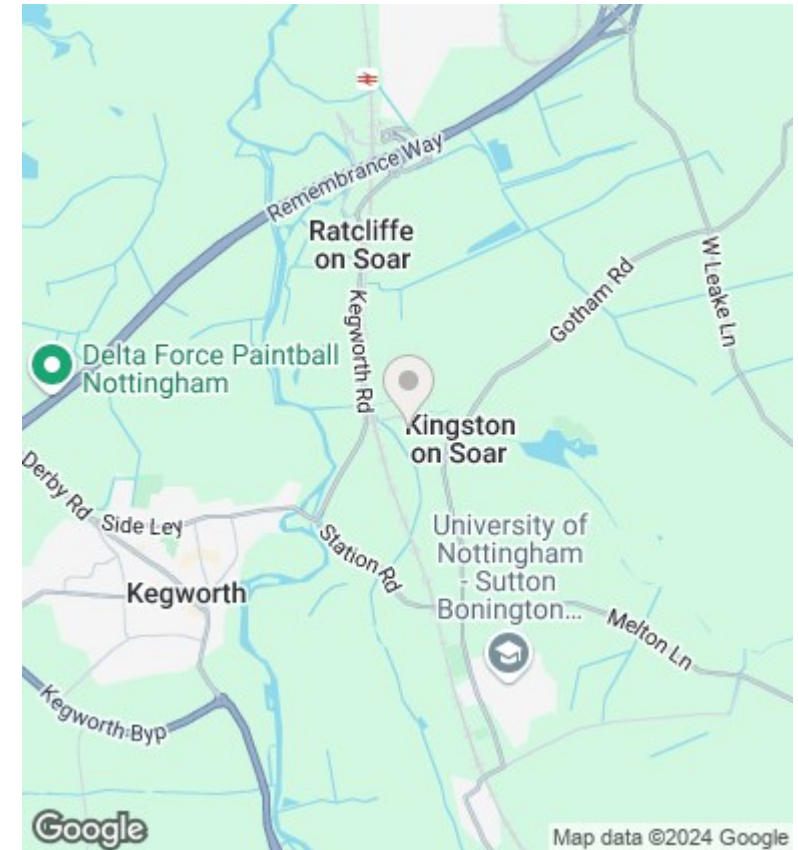 Remembrance Way
Ratcliffe
on Soar
Kegworth Rd
Gotham Rd
W Leake Ln
Delta Force Paintball
Nottingham
Kingston
on Soar
Derby Rd
Side Ley
Station Rd
University of
Nottingham
- Sutton
Bonington...
Kegworth
Melton Ln
Kegworth Byp
Google
Map data ©2024 Google